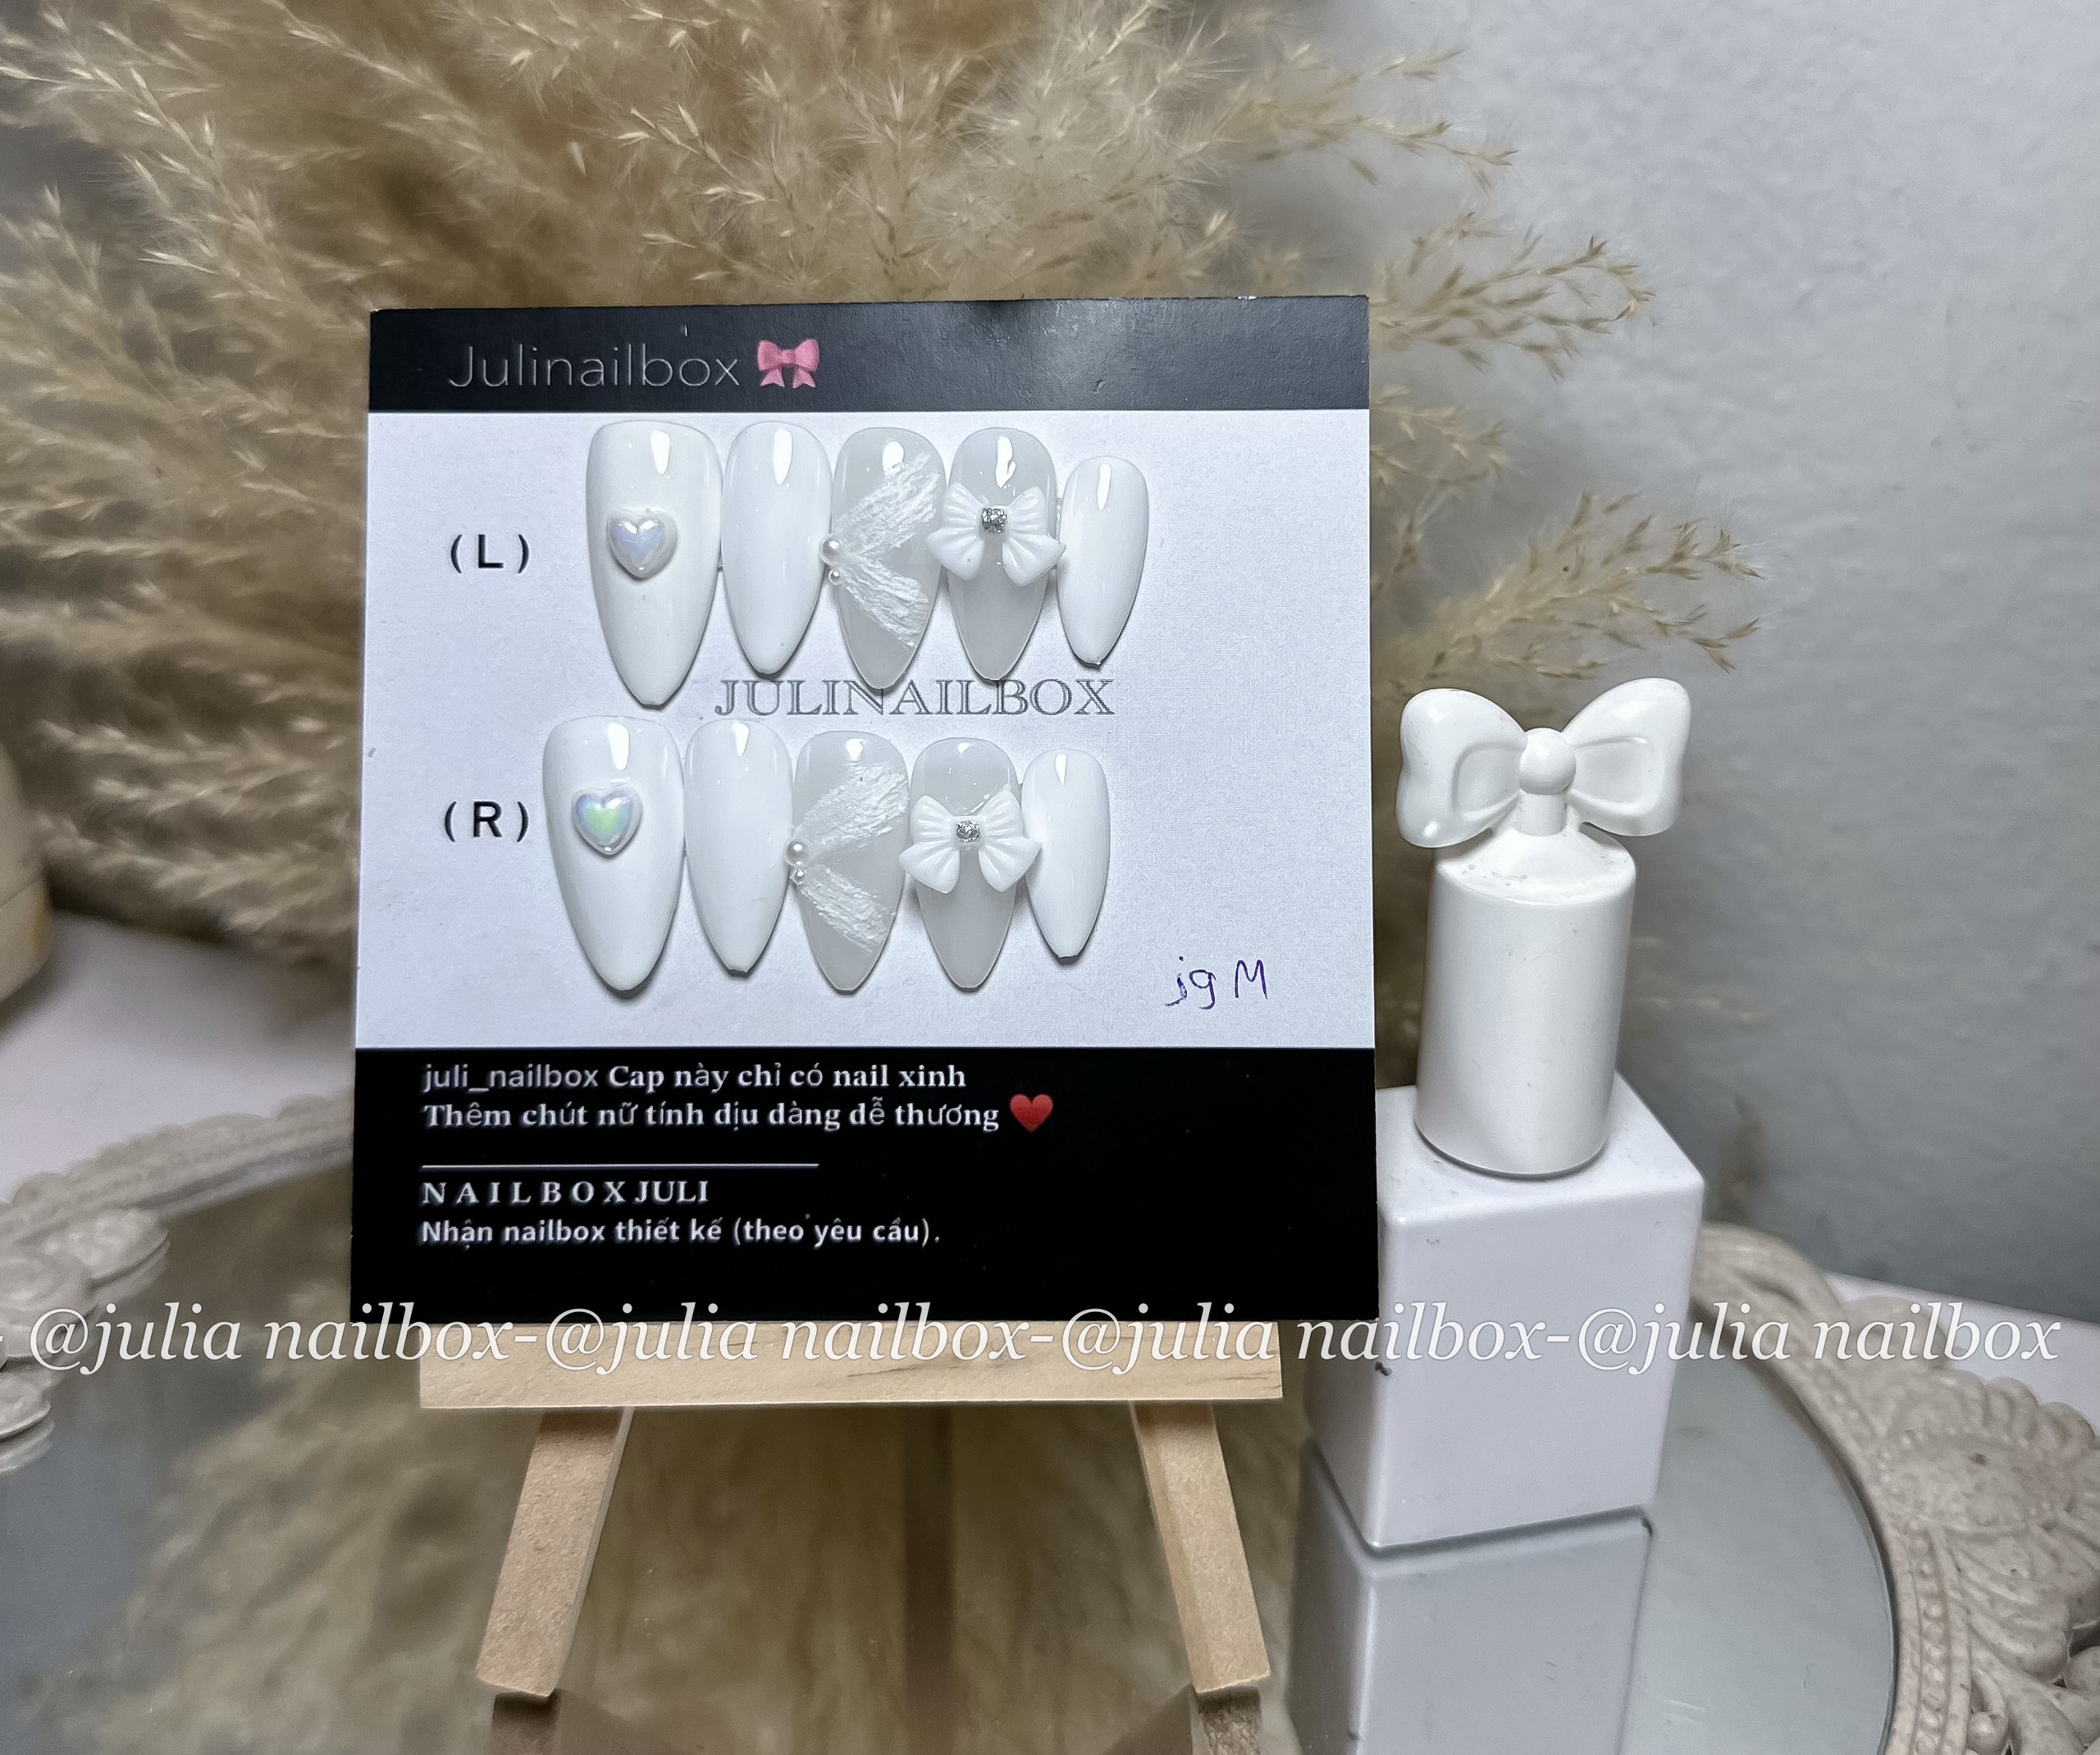 Julinailbox 🎀
(L)
JULINAILBOX
(R)
jg M
juli_nailbox Cap này chỉ có nail xinh
Thêm chút nữ tính dịu dàng dễ thương ❤️
N A I L B O X JULI
Nhận nailbox thiết kế (theo yêu cầu).
- @julia nailbox-@julia nailbox-@julia nailbox-@julia nailbox